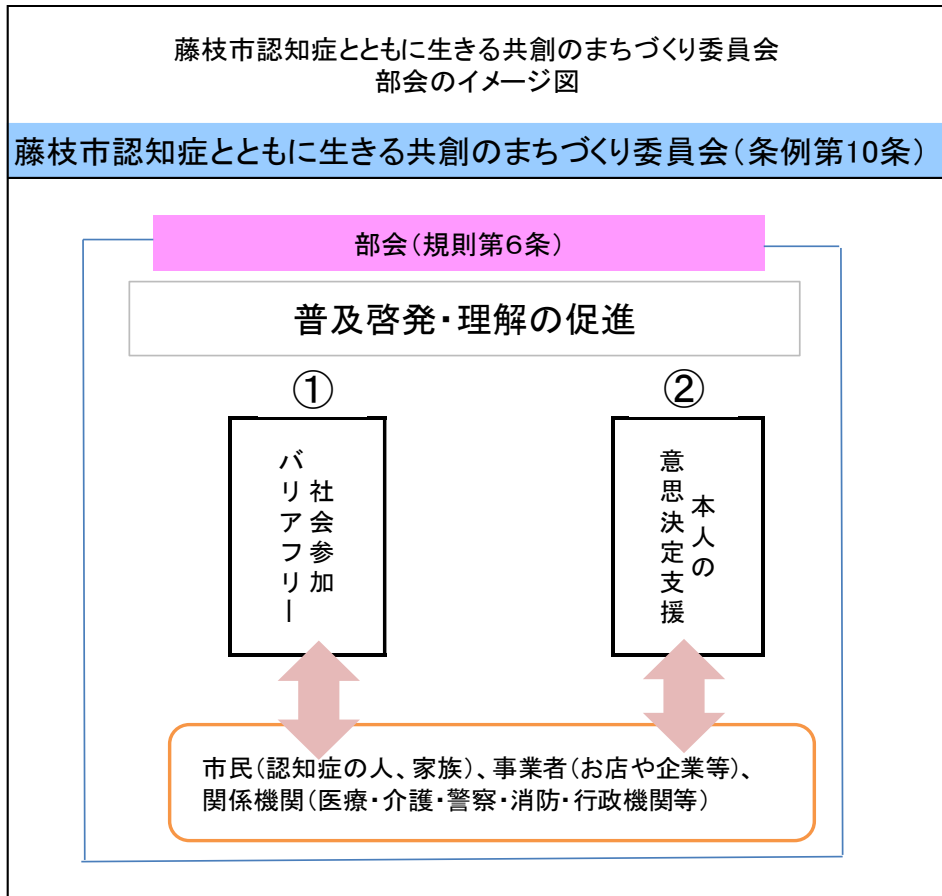 藤枝市認知症とともに生きる共創のまちづくり委員会
部会のイメージ図
藤枝市認知症とともに生きる共創のまちづくり委員会(条例第10条)
部会(規則第6条)
普及啓発・理解の促進
①
社会参加
バリアフリー
②
本人の
意思決定支援
市民(認知症の人、家族)、事業者(お店や企業等)、
関係機関(医療・介護・警察・消防・行政機関等)